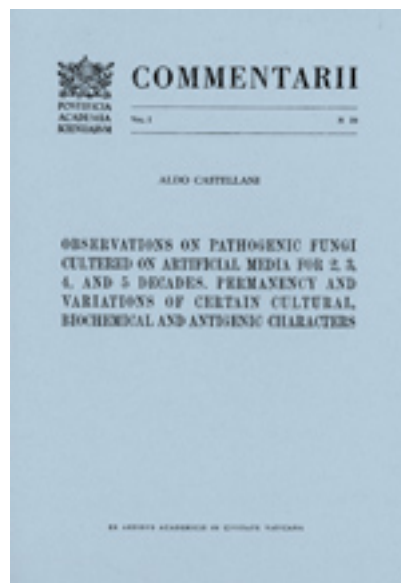 COMMENTARII
PONTIFICIA
ACADEMIA
SCIENTIARVM
ALDO CASTELLANI
OBSERVATIONS ON PATHOGENIC FUNGI
CULTURED ON ARTIFICIAL MEDIA FOR 2, 3,
4, AND 5 DECADES. PERMANENCY AND
VARIATIONS OF CERTAIN CULTURAL,
BIOCHEMICAL AND ANTIGENIC CHARACTERS
EX AEDIBVS ACADEMICIS IN CIVITATE VATICANA